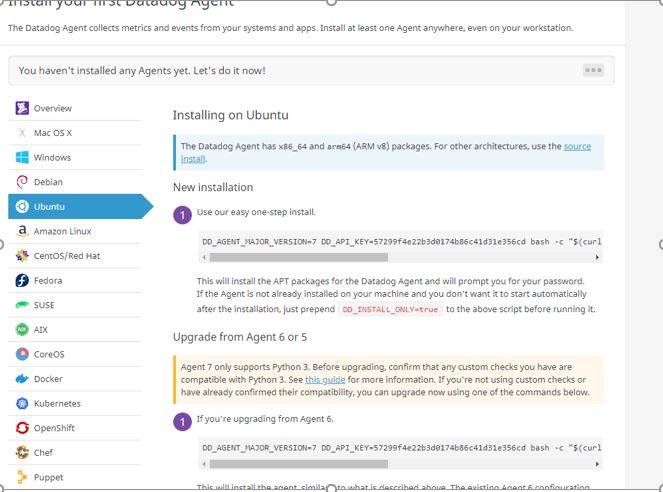 Install your first Datadog Agent
The Datadog Agent collects metrics and events from your systems and apps. Install at least one Agent anywhere, even on your workstation.
You haven't installed any Agents yet. Let's do it now!
Overview
Mac OS X
Windows
Debian
Ubuntu
Amazon Linux
CentOS/Red Hat
Fedora
SUSE
AIX
CoreOS
Docker
Kubernetes
OpenShift
Chef
Puppet
Installing on Ubuntu
The Datadog Agent has x86_64 and arm64 (ARM v8) packages. For other architectures, use the source
install.
New installation
1 Use our easy one-step install.
DD_AGENT_MAJOR_VERSION=7 DD_API_KEY=57299f4e22b3d0174b86c41d31e356cd bash -c "$(curl
This will install the APT packages for the Datadog Agent and will prompt you for your password.
If the Agent is not already installed on your machine and you don't want it to start automatically
after the installation, just prepend DD_INSTALL_ONLY=true to the above script before running it.
Upgrade from Agent 6 or 5
Agent 7 only supports Python 3. Before upgrading, confirm that any custom checks you have are
compatible with Python 3. See this guide for more information. If you're not using custom checks or
have already confirmed their compatibility, you can upgrade now using one of the commands below.
1 If you're upgrading from Agent 6.
DD_AGENT_MAJOR_VERSION=7 DD_API_KEY=57299f4e22b3d0174b86c41d31e356cd bash -c "$(curl
This will install the agent, similar to what is described above. The existing Agent 6 configuration